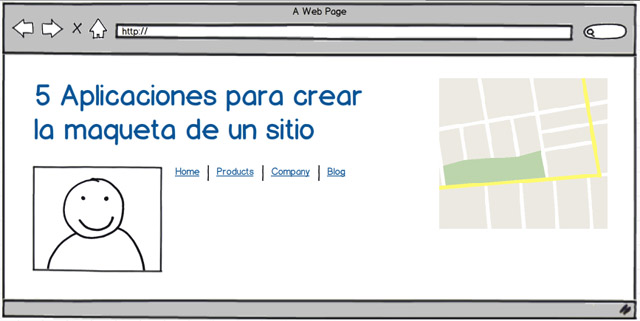 A Web Page
http://
5 Aplicaciones para crear
la maqueta de un sitio
Home | Products | Company | Blog